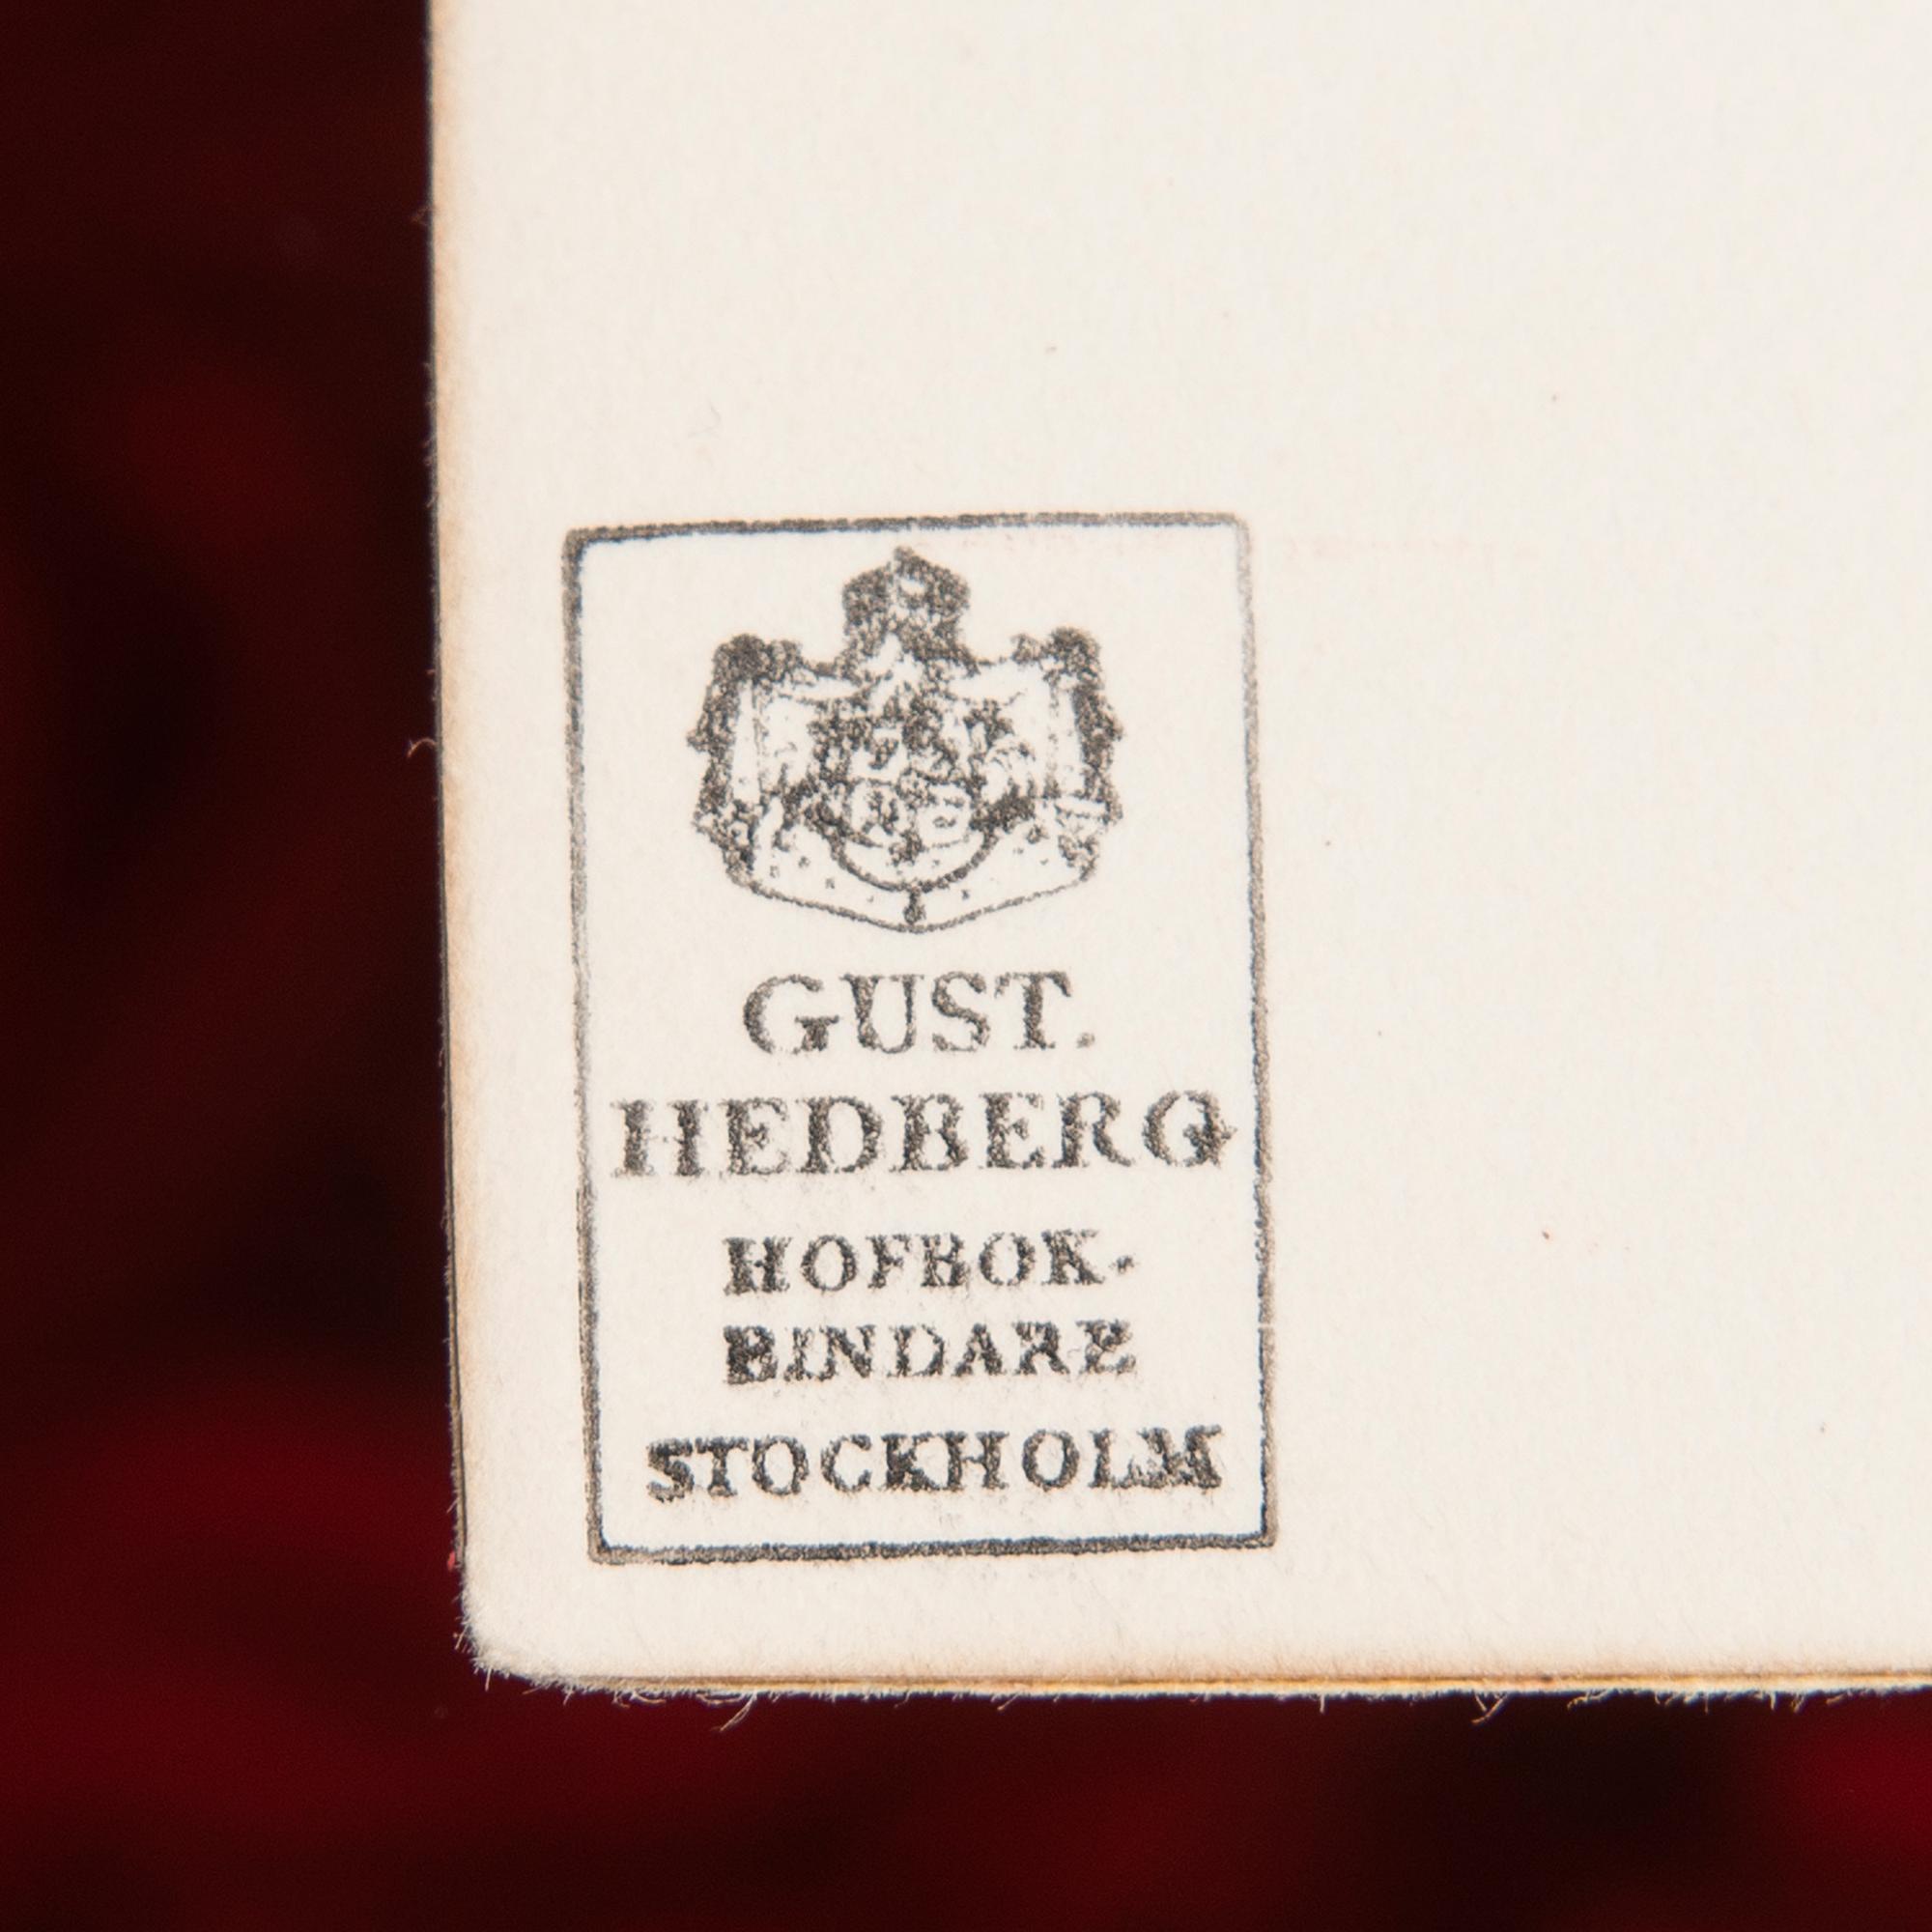 GUST.
HEDBERG
HOFBOK-
BINDARE
STOCKHOLM